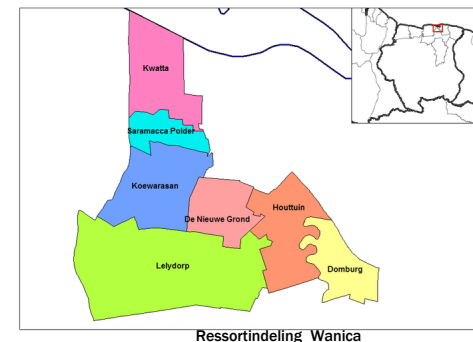 Kwatta
Saramacca Polder
Koewarasan
De Nieuwe Grond
Houttuin
Lelydorp
Domburg
Ressortindeling Wanica